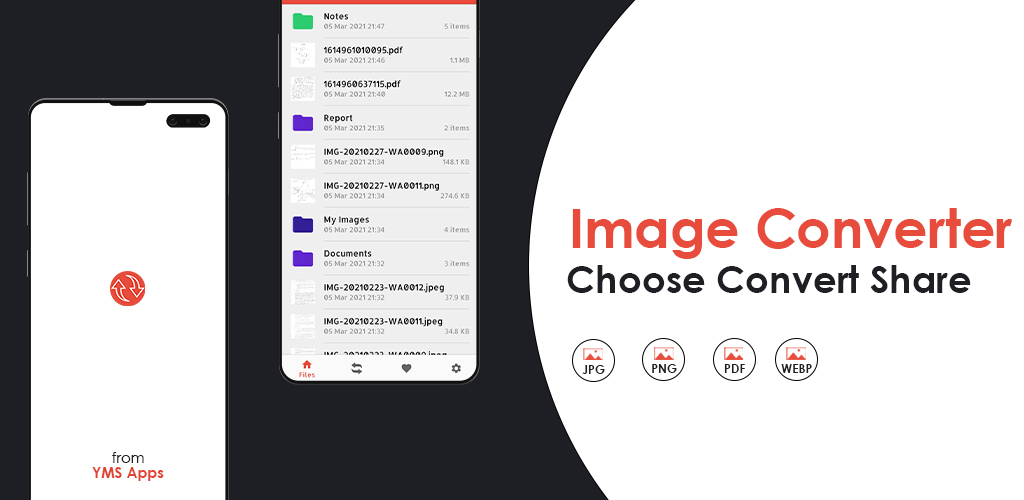 Notes
05 Mar 2021 21:47 5 items
1614961010095.pdf
05 Mar 2021 21:46 1.1 MB
1614960637115.pdf
05 Mar 2021 21:40 12.2 MB
Report
05 Mar 2021 21:35 2 items
IMG-20210227-WA0009.png
05 Mar 2021 21:34 148.1 KB
IMG-20210227-WA0011.png
05 Mar 2021 21:34 274.6 KB
My Images
05 Mar 2021 21:34 4 items
Documents
05 Mar 2021 21:32 3 items
IMG-20210223-WA0012.jpeg
05 Mar 2021 21:32 37.9 KB
IMG-20210223-WA0011.jpeg
05 Mar 2021 21:32 34.8 KB
Files
from
YMS Apps
Image Converter
Choose Convert Share
JPG PNG PDF WEBP